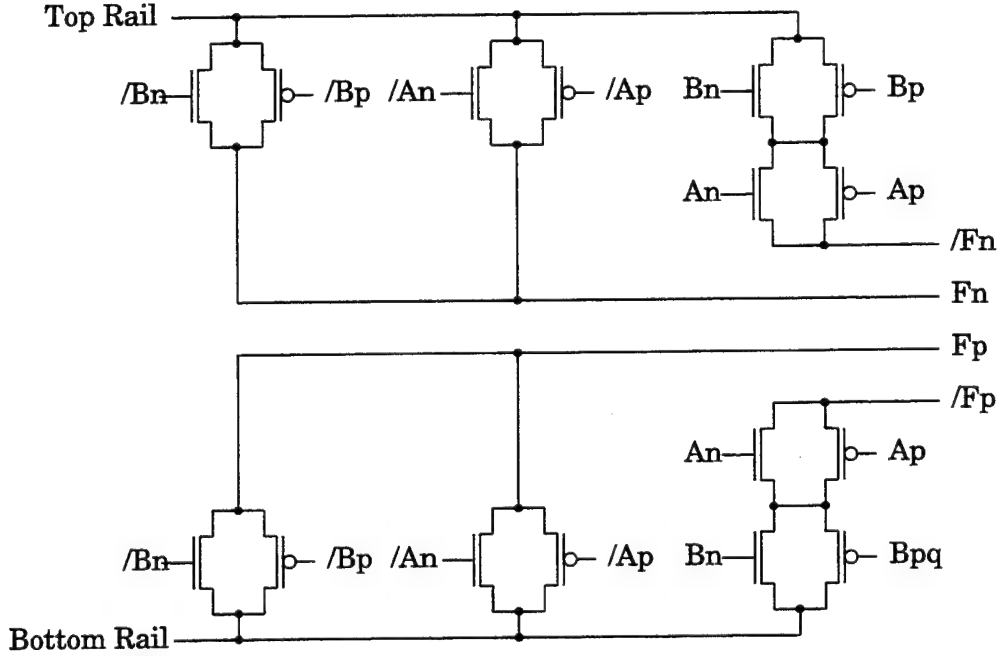 Top Rail
/Bn /Bp /An /Ap Bn Bp
An Ap
/Fn
Fn
Fp
/Fp
An Ap
/Bn /Bp /An /Ap Bn Bpq
Bottom Rail